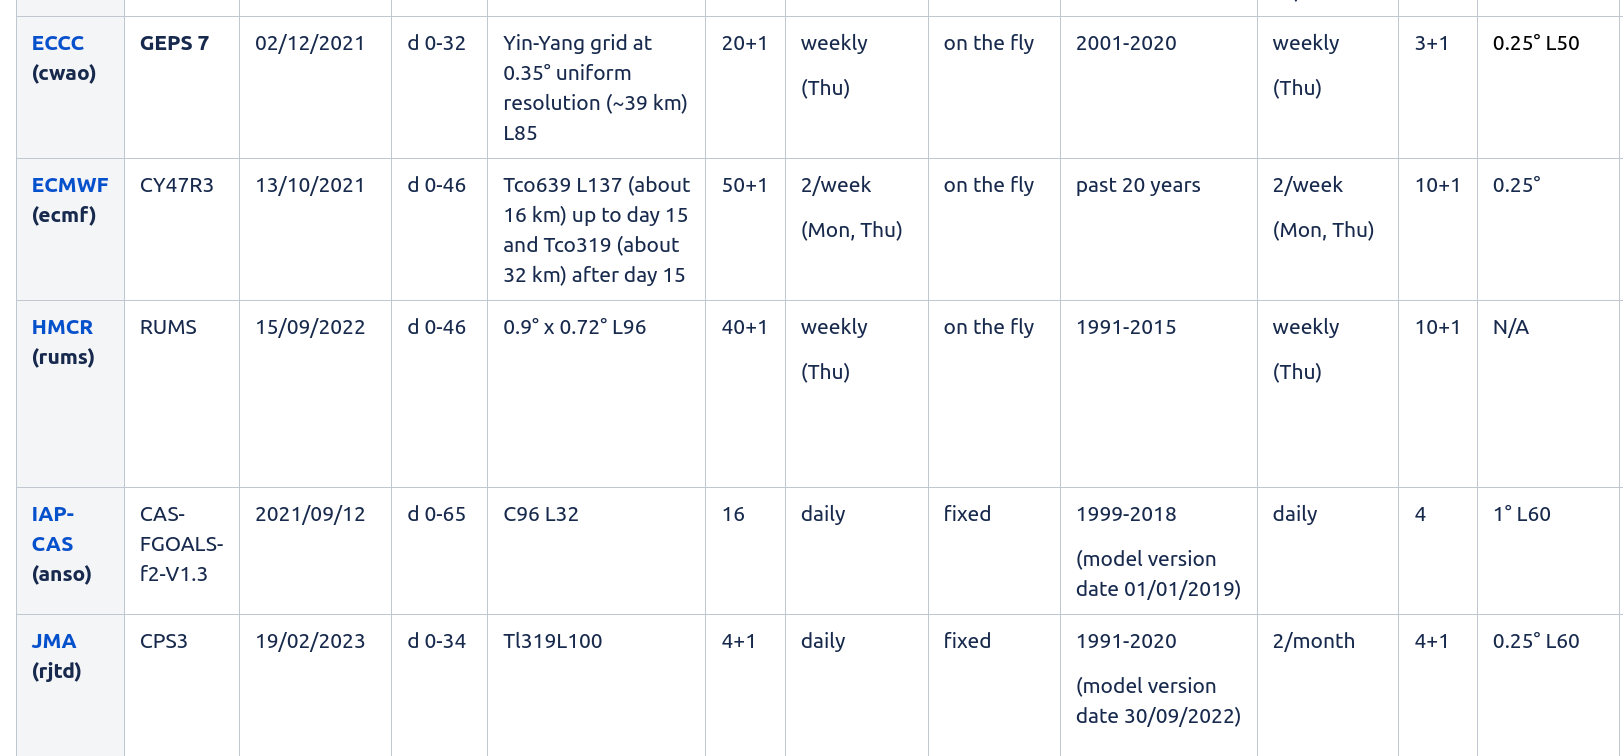 ECCC
(cwao)
GEPS 7
02/12/2021
d 0-32
Yin-Yang grid at
0.35° uniform
resolution (~39 km)
L85
20+1
weekly
(Thu)
on the fly
2001-2020
weekly
(Thu)
3+1
0.25° L50
ECMWF
(ecmf)
CY47R3
13/10/2021
d 0-46
Tco639 L137 (about
16 km) up to day 15
and Tco319 (about
32 km) after day 15
50+1
2/week
(Mon, Thu)
on the fly
past 20 years
2/week
(Mon, Thu)
10+1
0.25°
HMCR
(rums)
RUMS
15/09/2022
d 0-46
0.9° x 0.72° L96
40+1
weekly
(Thu)
on the fly
1991-2015
weekly
(Thu)
10+1
N/A
IAP-
CAS
(anso)
CAS-
FGOALS-
f2-V1.3
2021/09/12
d 0-65
C96 L32
16
daily
fixed
1999-2018
(model version
date 01/01/2019)
daily
4
1° L60
JMA
(rjtd)
CPS3
19/02/2023
d 0-34
Tl319L100
4+1
daily
fixed
1991-2020
(model version
date 30/09/2022)
2/month
4+1
0.25° L60